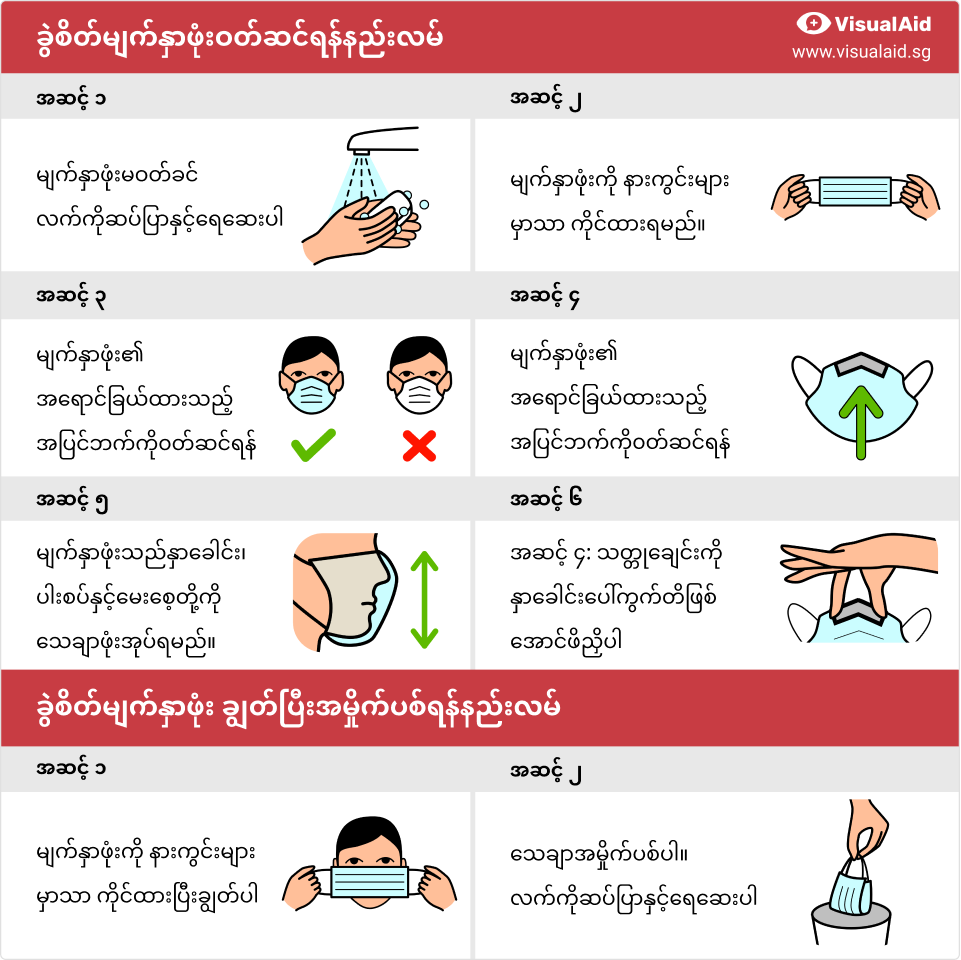 ခွဲစိတ်မျက်နှာဖုံးဝတ်ဆင်ရန်နည်းလမ်
VisualAid
www.visualaid.sg
အဆင့် ၁
မျက်နှာဖုံးမဝတ်ခင်
လက်ကိုဆပ်ပြာနှင့်ရေဆေးပါ
အဆင့် ၂
မျက်နှာဖုံးကို နားကွင်းများ
မှာသာ ကိုင်ထားရမည်။
အဆင့် ၃
မျက်နှာဖုံး၏
အရောင်ခြယ်ထားသည့်
အပြင်ဘက်ကိုဝတ်ဆင်ရန်
အဆင့် ၄
မျက်နှာဖုံး၏
အရောင်ခြယ်ထားသည့်
အပြင်ဘက်ကိုဝတ်ဆင်ရန်
အဆင့် ၅
မျက်နှာဖုံးသည်နှာခေါင်း၊
ပါးစပ်နှင့်မေးစေ့တို့ကို
သေချာဖုံးအုပ်ရမည်။
အဆင့် ၆
အဆင့် ၄: သတ္တုချောင်းကို
နှာခေါင်းပေါ်ကွက်တိဖြစ်
အောင်ဖိညှိပါ
ခွဲစိတ်မျက်နှာဖုံး ချွတ်ပြီးအမှိုက်ပစ်ရန်နည်းလမ်
အဆင့် ၁
မျက်နှာဖုံးကို နားကွင်းများ
မှာသာ ကိုင်ထားပြီးချွတ်ပါ
အဆင့် ၂
သေချာအမှိုက်ပစ်ပါ။
လက်ကိုဆပ်ပြာနှင့်ရေဆေးပါ